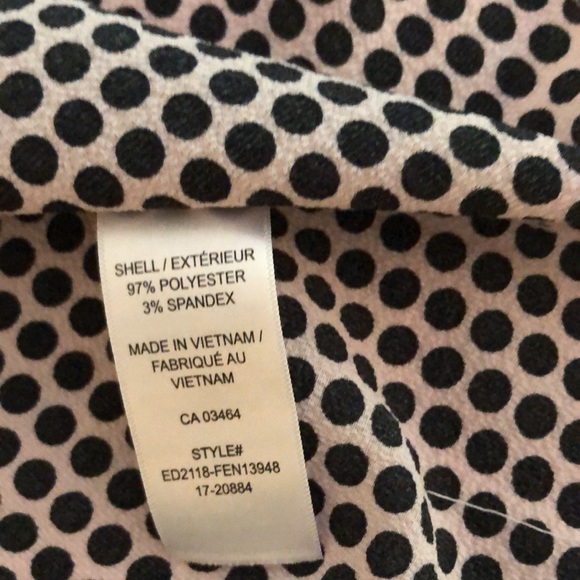 SHELL / EXTÉRIEUR
97% POLYESTER
3% SPANDEX
MADE IN VIETNAM /
FABRIQUÉ AU
VIETNAM
CA 03464
STYLE#
ED2118-FEN13948
17-20884